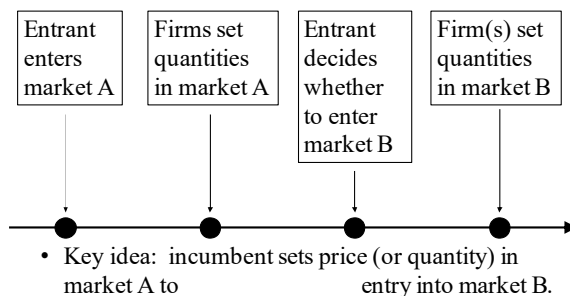 Entrant
enters
market A
Firms set
quantities
in market A
Entrant
decides
whether
to enter
market B
Firm(s) set
quantities
in market B
• Key idea: incumbent sets price (or quantity) in
market A to entry into market B.